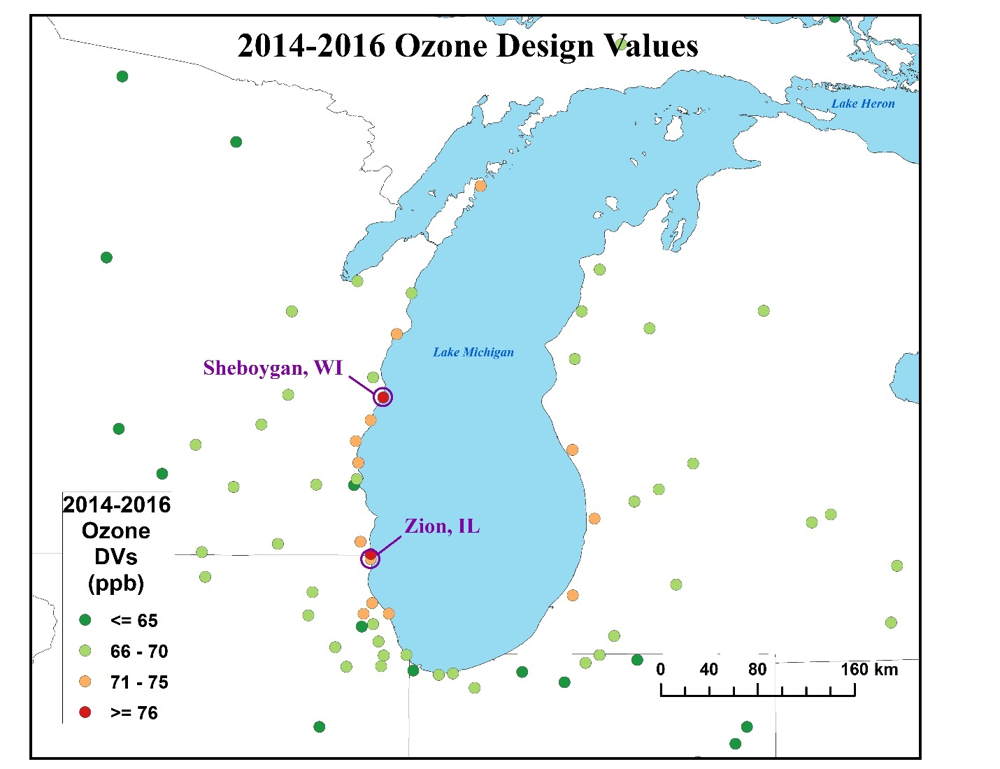 2014-2016 Ozone Design Values
Lake Heron
Lake Michigan
Sheboygan, WI
Zion, IL
2014-2016
Ozone
DVs
(ppb)
<= 65
66 - 70
71 - 75
>= 76
0 40 80 160 km